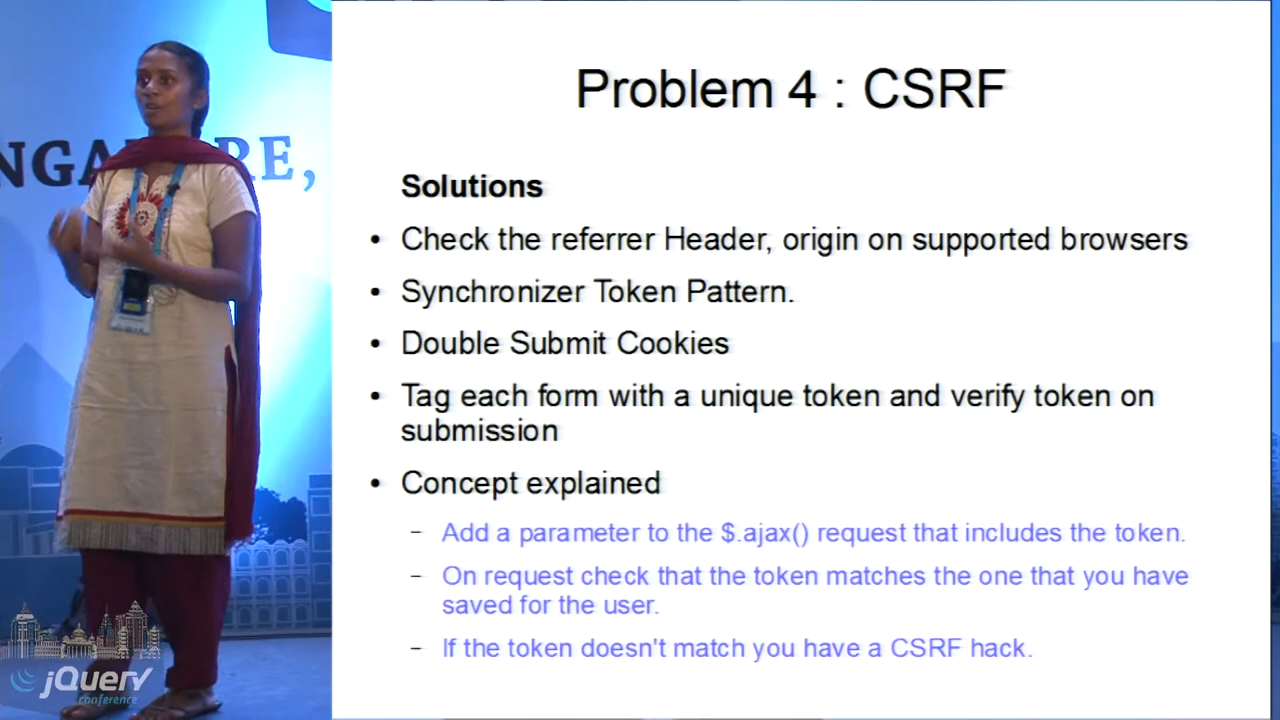 Problem 4 : CSRF
Solutions
• Check the referrer Header, origin on supported browsers
• Synchronizer Token Pattern.
• Double Submit Cookies
• Tag each form with a unique token and verify token on
submission
• Concept explained
– Add a parameter to the $.ajax() request that includes the token.
– On request check that the token matches the one that you have
saved for the user.
– If the token doesn't match you have a CSRF hack.
NGA RE,
jQuery
conference